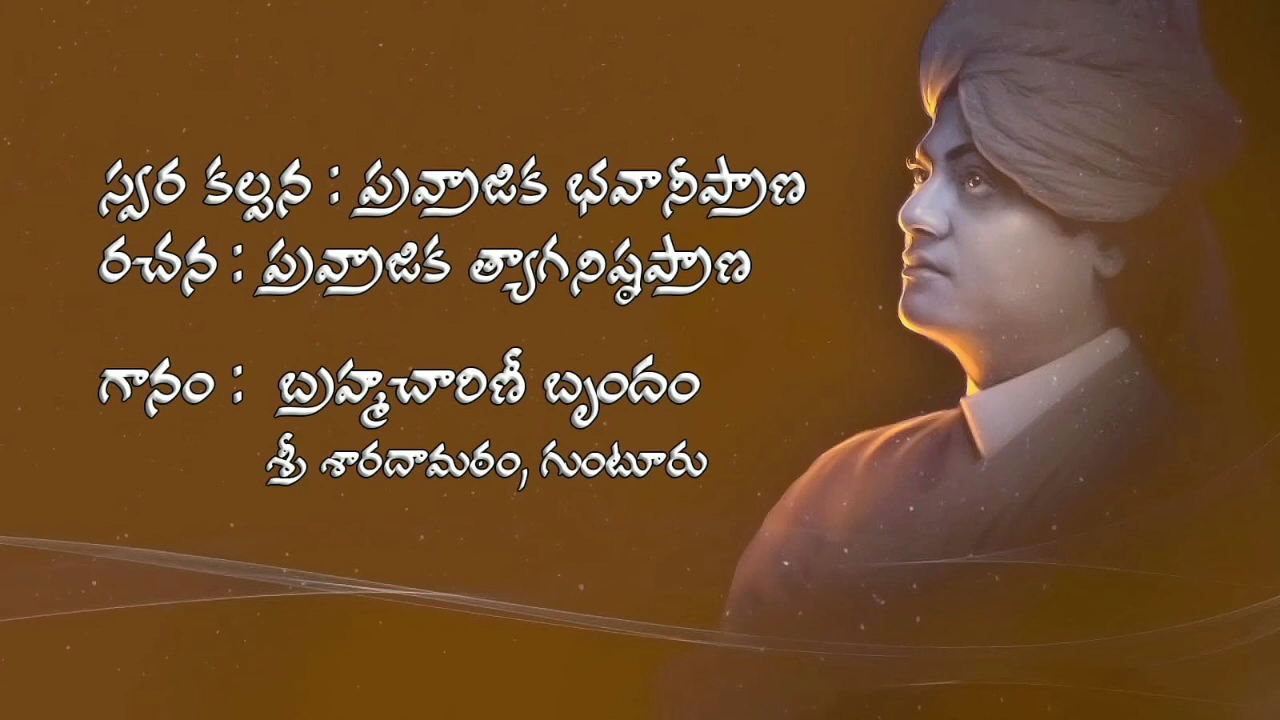 స్వర కల్పన : ప్రవ్రాజిక భవానీప్రాణ
రచన : ప్రవ్రాజిక త్యాగనిష్ఠప్రాణ
గానం : బ్రహ్మచారిణీ బృందం
శ్రీ శారదామఠం, గుంటూరు